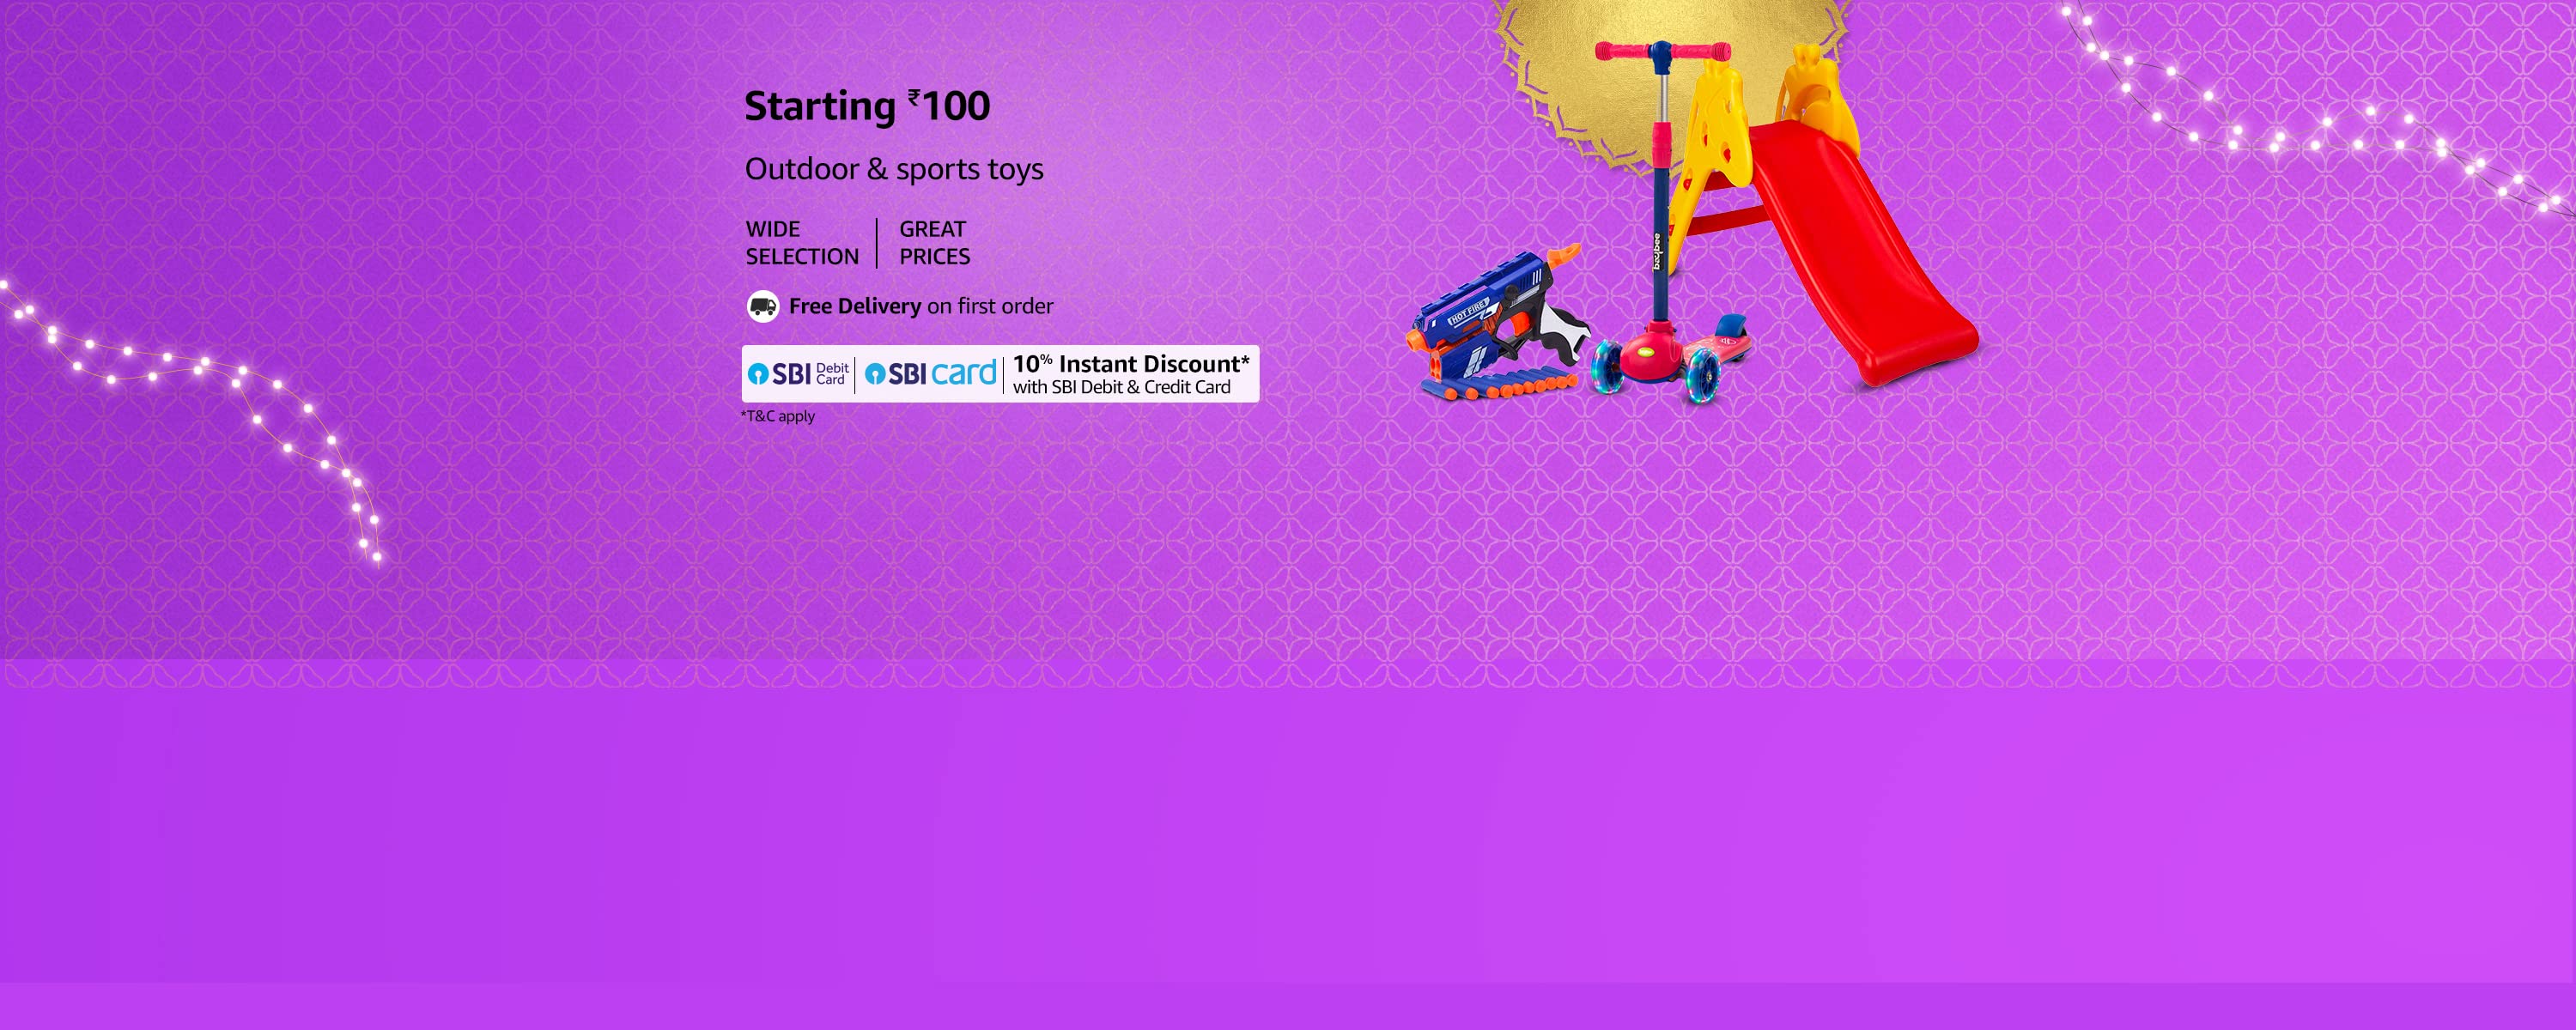 Starting ₹100
Outdoor & sports toys
WIDE SELECTION
GREAT PRICES
Free Delivery on first order
SBI Debit Card
SBI card
10% Instant Discount*
with SBI Debit & Credit Card
*T&C apply
HOT FIRE
baybee